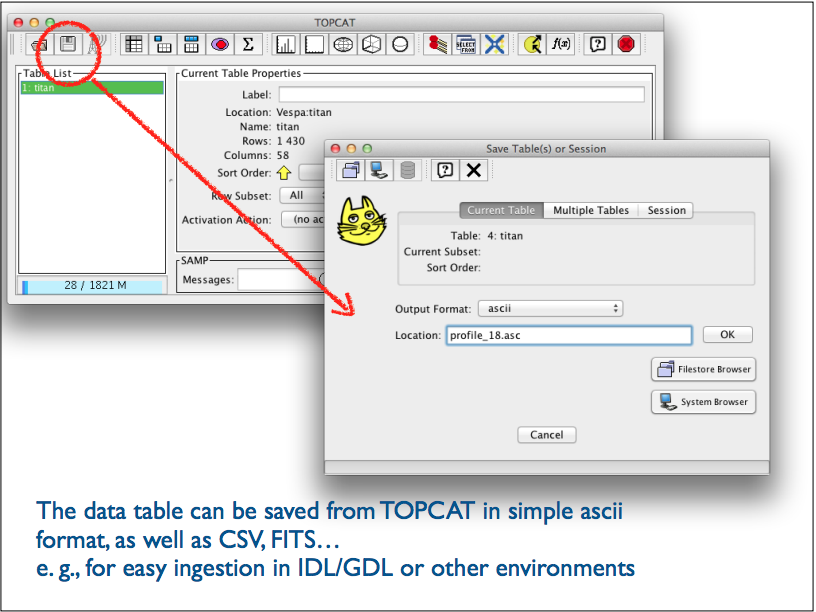 TOPCAT
Σ
SELECT
FROM
f(x)
?
Table List
1: titan
28 / 1821 M
Current Table Properties
Label:
Location: Vespa:titan
Name: titan
Rows: 1 430
Columns: 58
Sort Order:
Row Subset: All
Activation Action: (no ac
SAMP
Messages:
Save Table(s) or Session
?
Current Table Multiple Tables Session
Table: 4: titan
Current Subset:
Sort Order:
Output Format: ascii
Location: profile_18.asc OK
Filestore Browser
System Browser
Cancel
The data table can be saved from TOPCAT in simple ascii
format, as well as CSV, FITS…
e. g., for easy ingestion in IDL/GDL or other environments